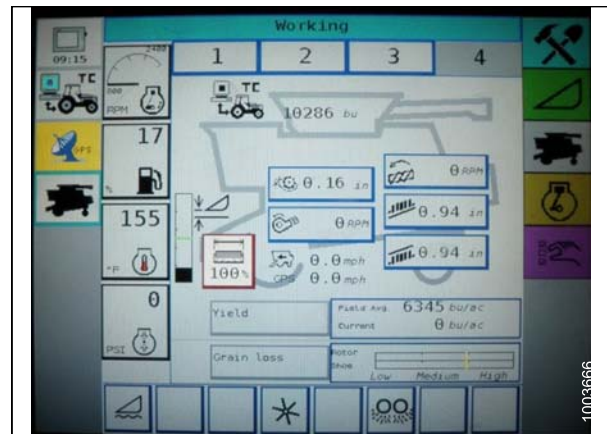 Working
09:15
2400
800
RPM
1 2 3 4
TC
TC
10286 bu
GPS
17
%
0.16 in
0 RPM
0 RPM
0.94 in
155
°F
100%
0.0 mph
GPS 0.0 mph
0.94 in
0
PSI
Yield
Field Avg. 6345 bu/ac
Current 0 bu/ac
Grain loss
Rotor
Shoe
Low Medium High
1003666